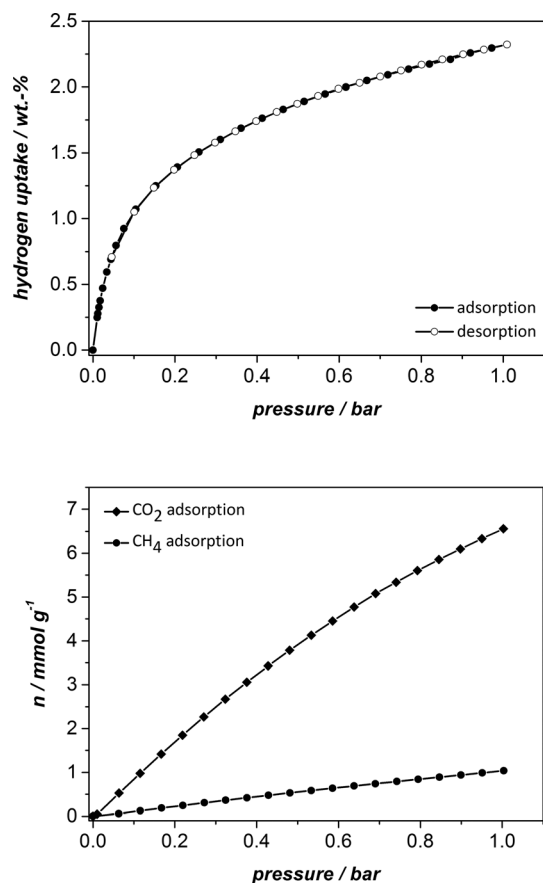 2.5
2.0
1.5
1.0
0.5
0.0
hydrogen uptake / wt.-%
adsorption
desorption
0.0 0.2 0.4 0.6 0.8 1.0
pressure / bar
7
6
5
4
3
2
1
0
n / mmol g-1
CO2 adsorption
CH4 adsorption
0.0 0.2 0.4 0.6 0.8 1.0
pressure / bar